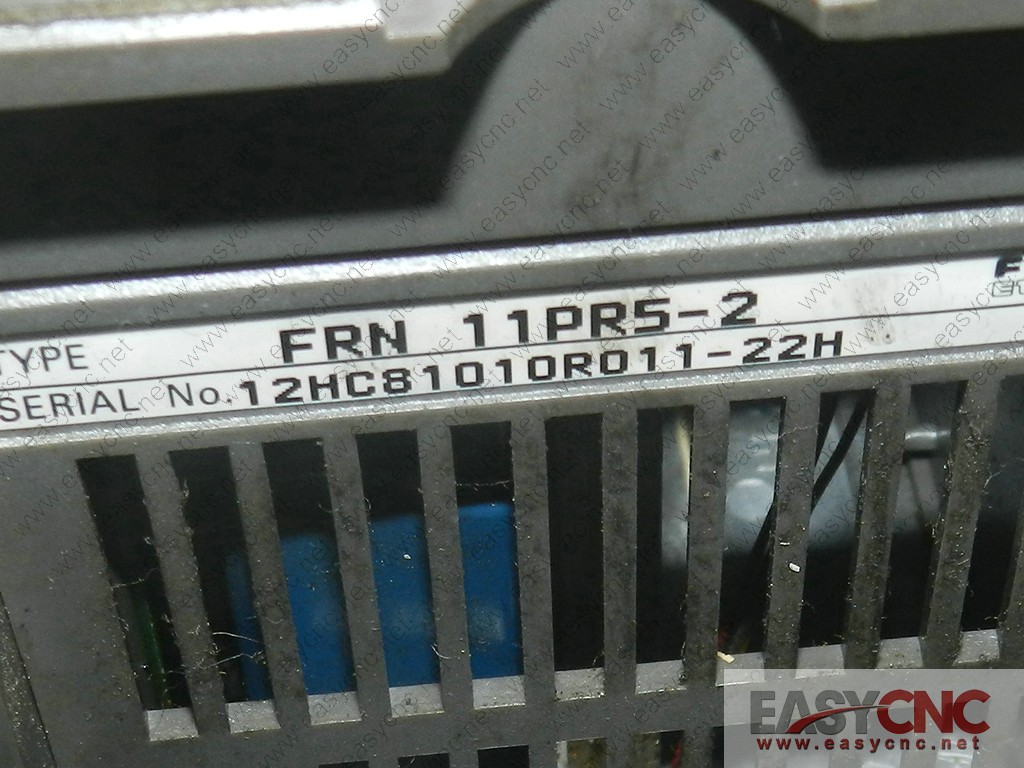 TYPE FRN 11PR5-2
SERIAL No. 12HC81010R011-22H
EASYCNC
www.easycnc.net